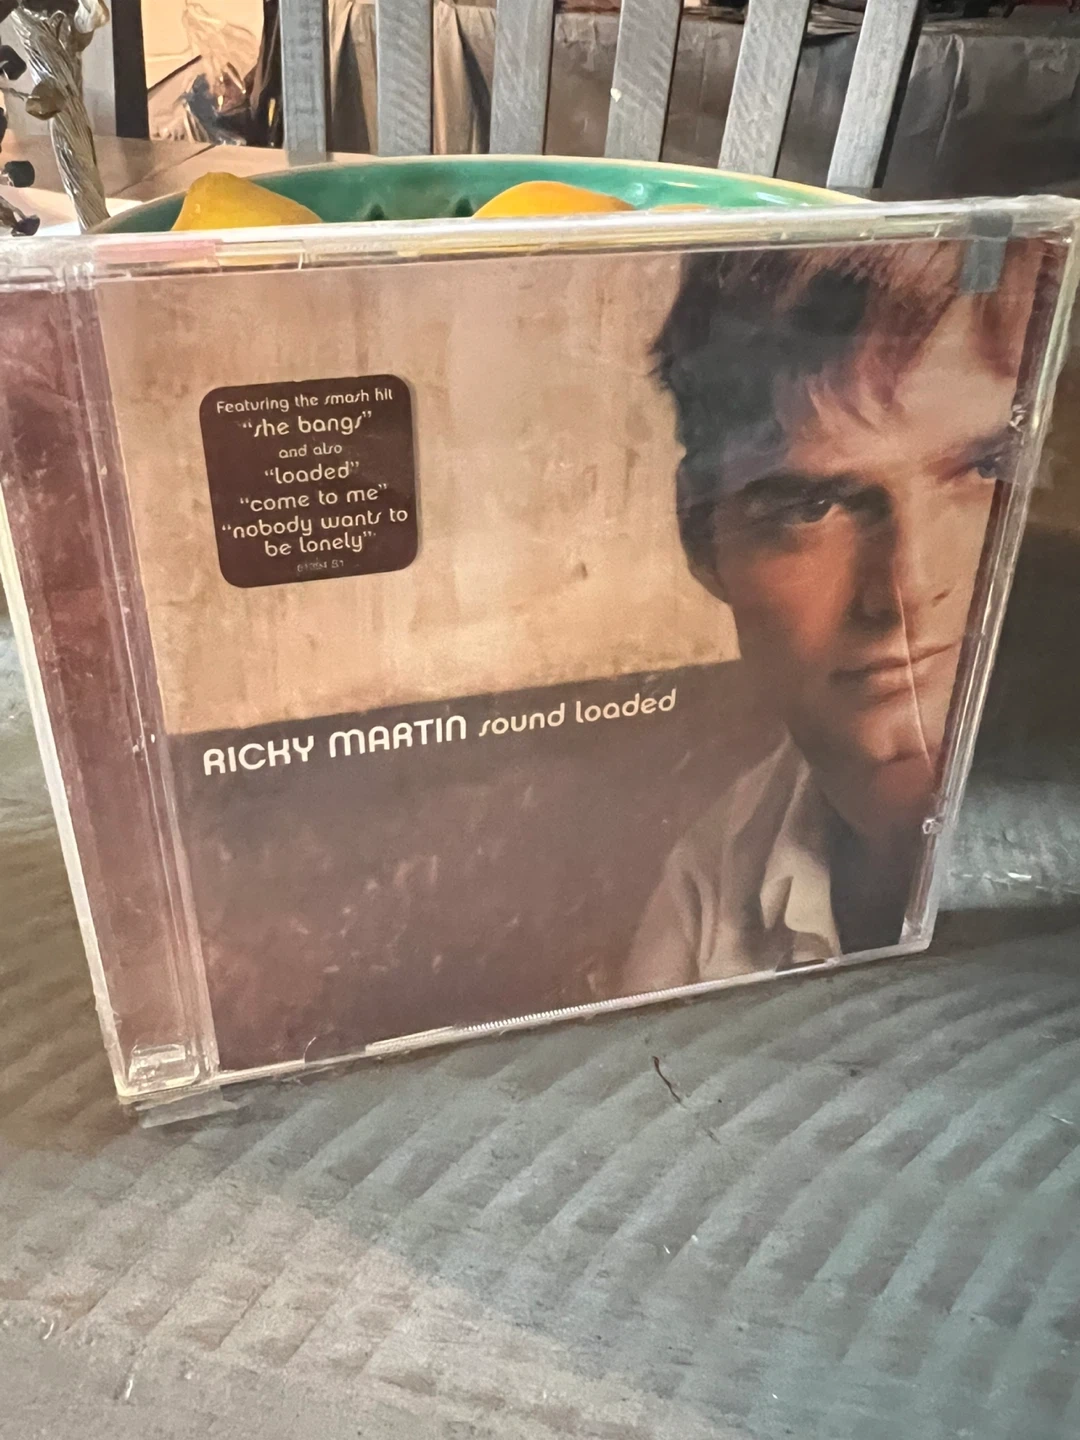 Featuring the smash hit
“she bangs”
and also
“loaded”
“come to me”
“nobody wants to
be lonely”
RICKY MARTIN sound loaded